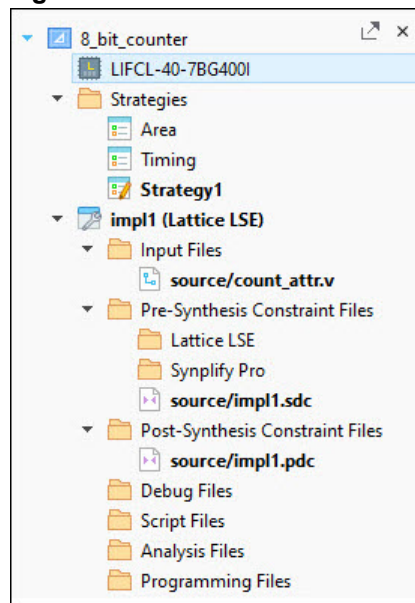 8_bit_counter
LIFCL-40-7BG400I
Strategies
Area
Timing
Strategy1
impl1 (Lattice LSE)
Input Files
source/count_attr.v
Pre-Synthesis Constraint Files
Lattice LSE
Synplify Pro
source/impl1.sdc
Post-Synthesis Constraint Files
source/impl1.pdc
Debug Files
Script Files
Analysis Files
Programming Files